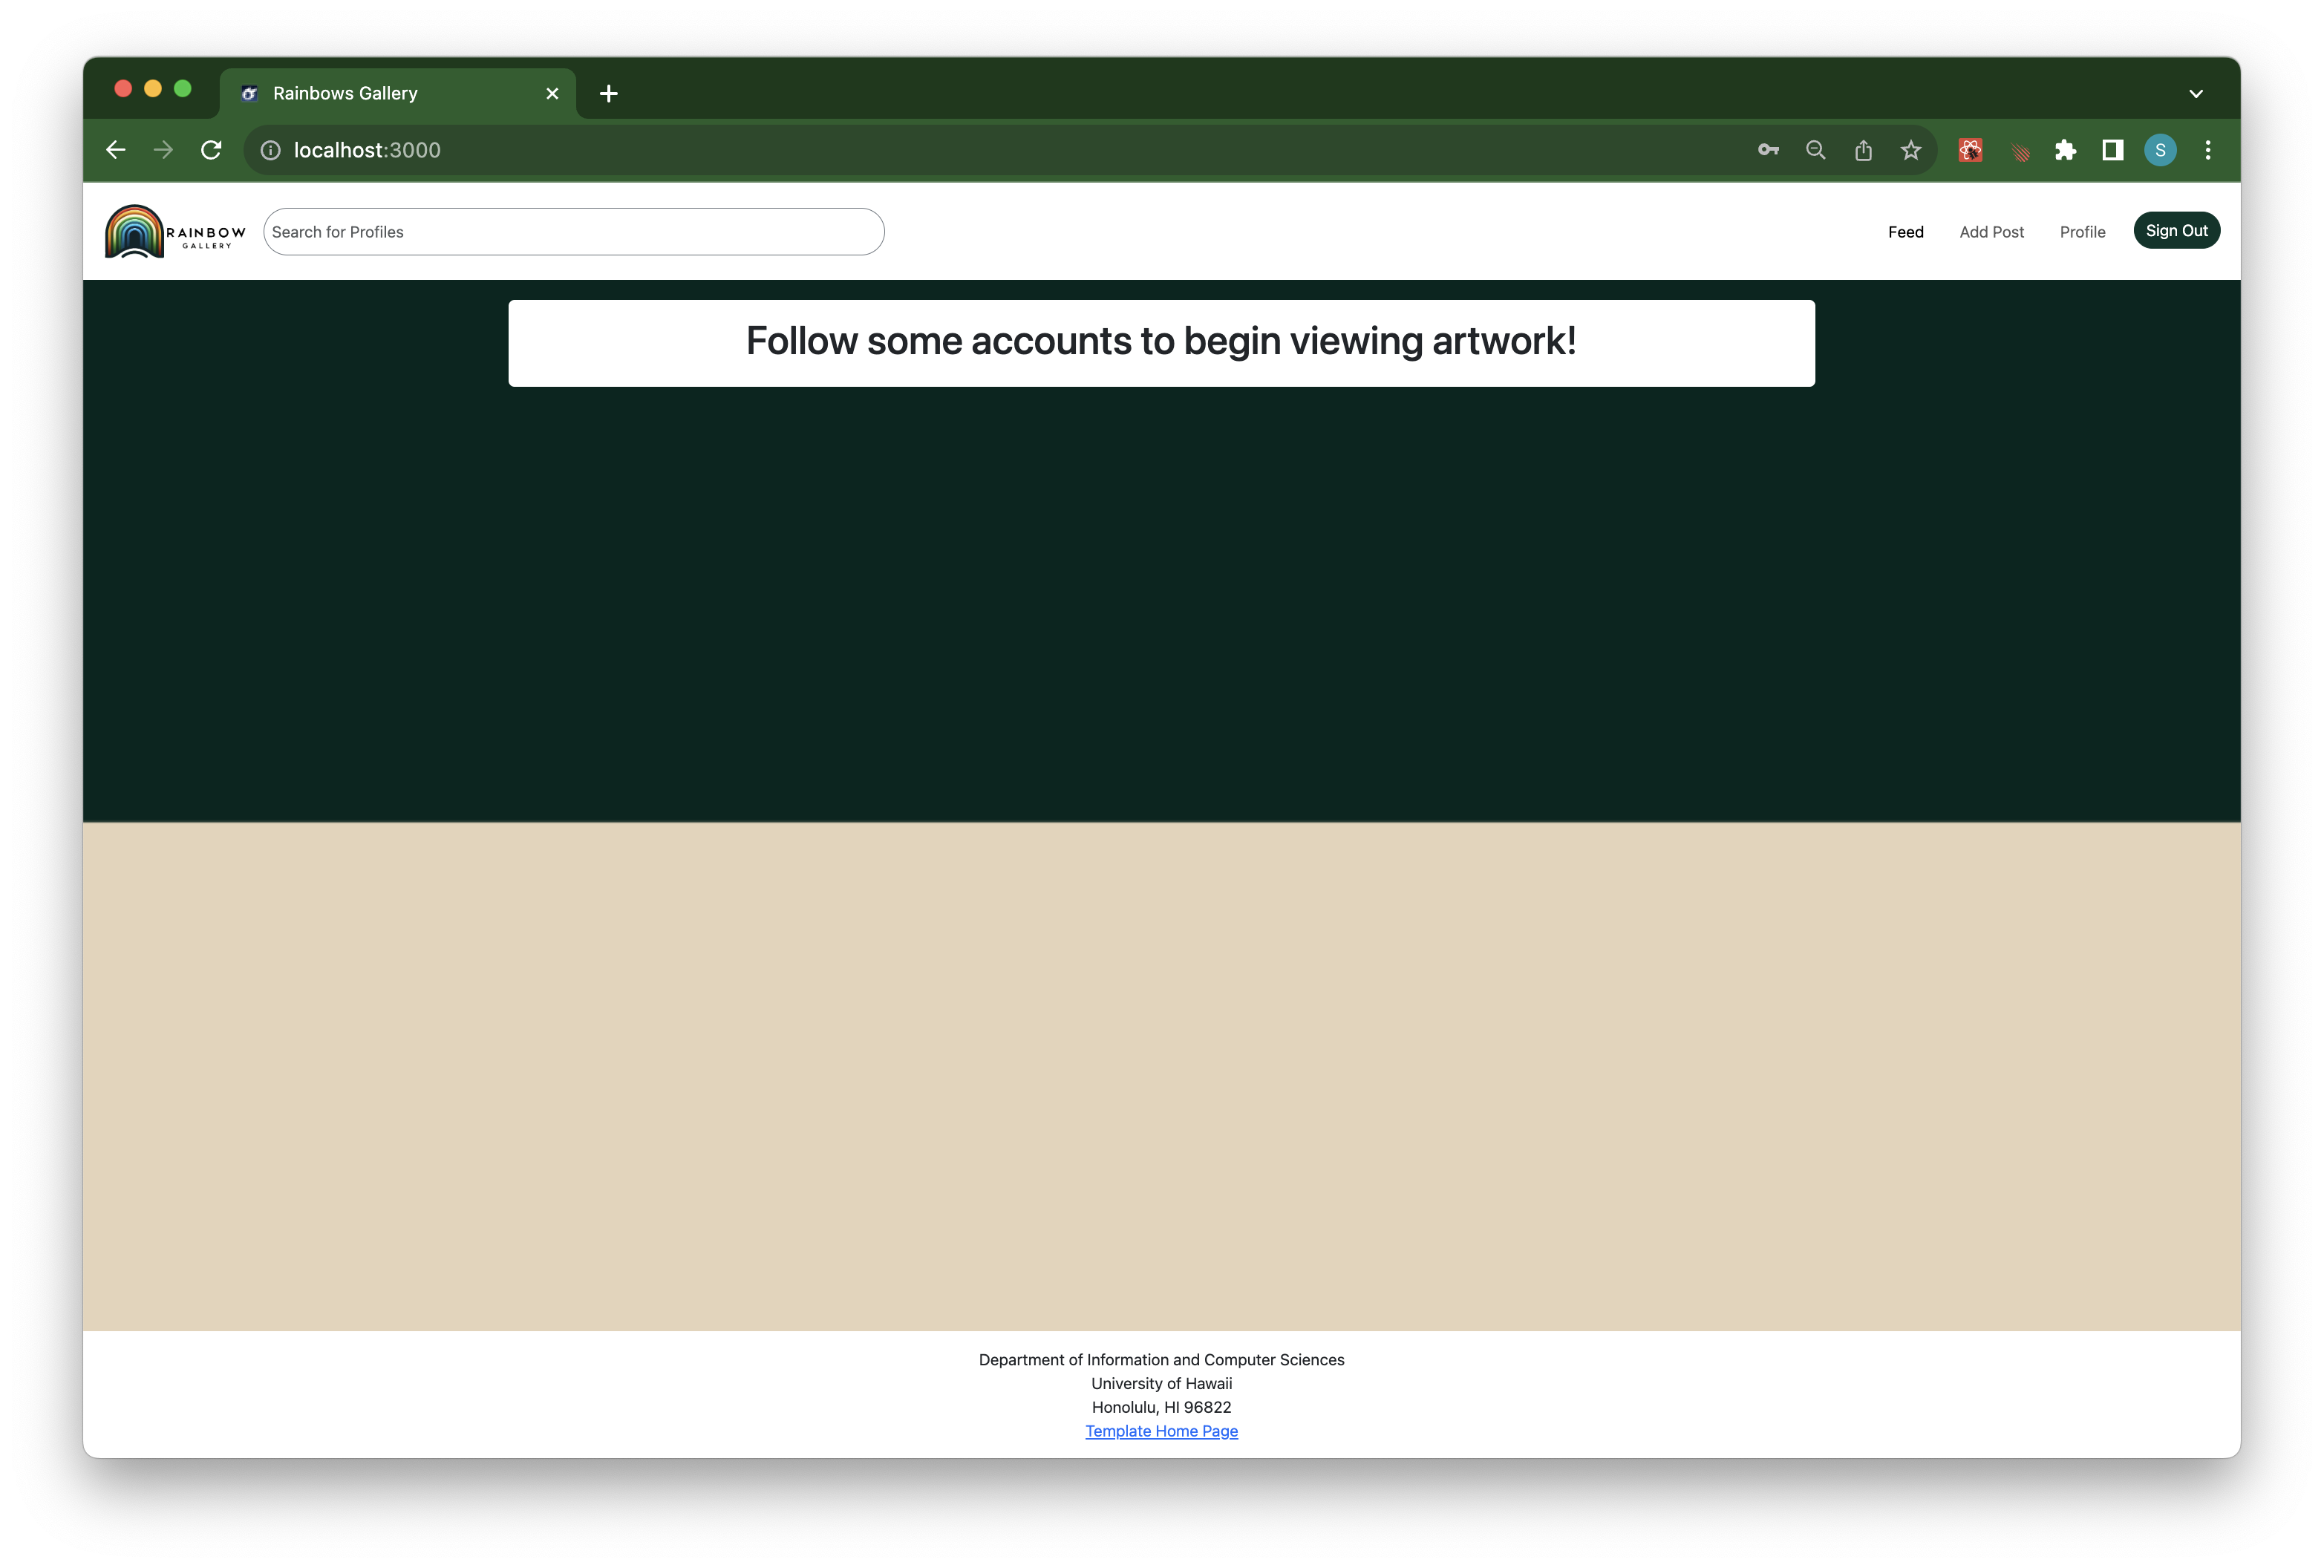 Rainbows Gallery
localhost:3000
S
RAINBOW
GALLERY
Search for Profiles
Feed
Add Post
Profile
Sign Out
Follow some accounts to begin viewing artwork!
Department of Information and Computer Sciences
University of Hawaii
Honolulu, HI 96822
Template Home Page